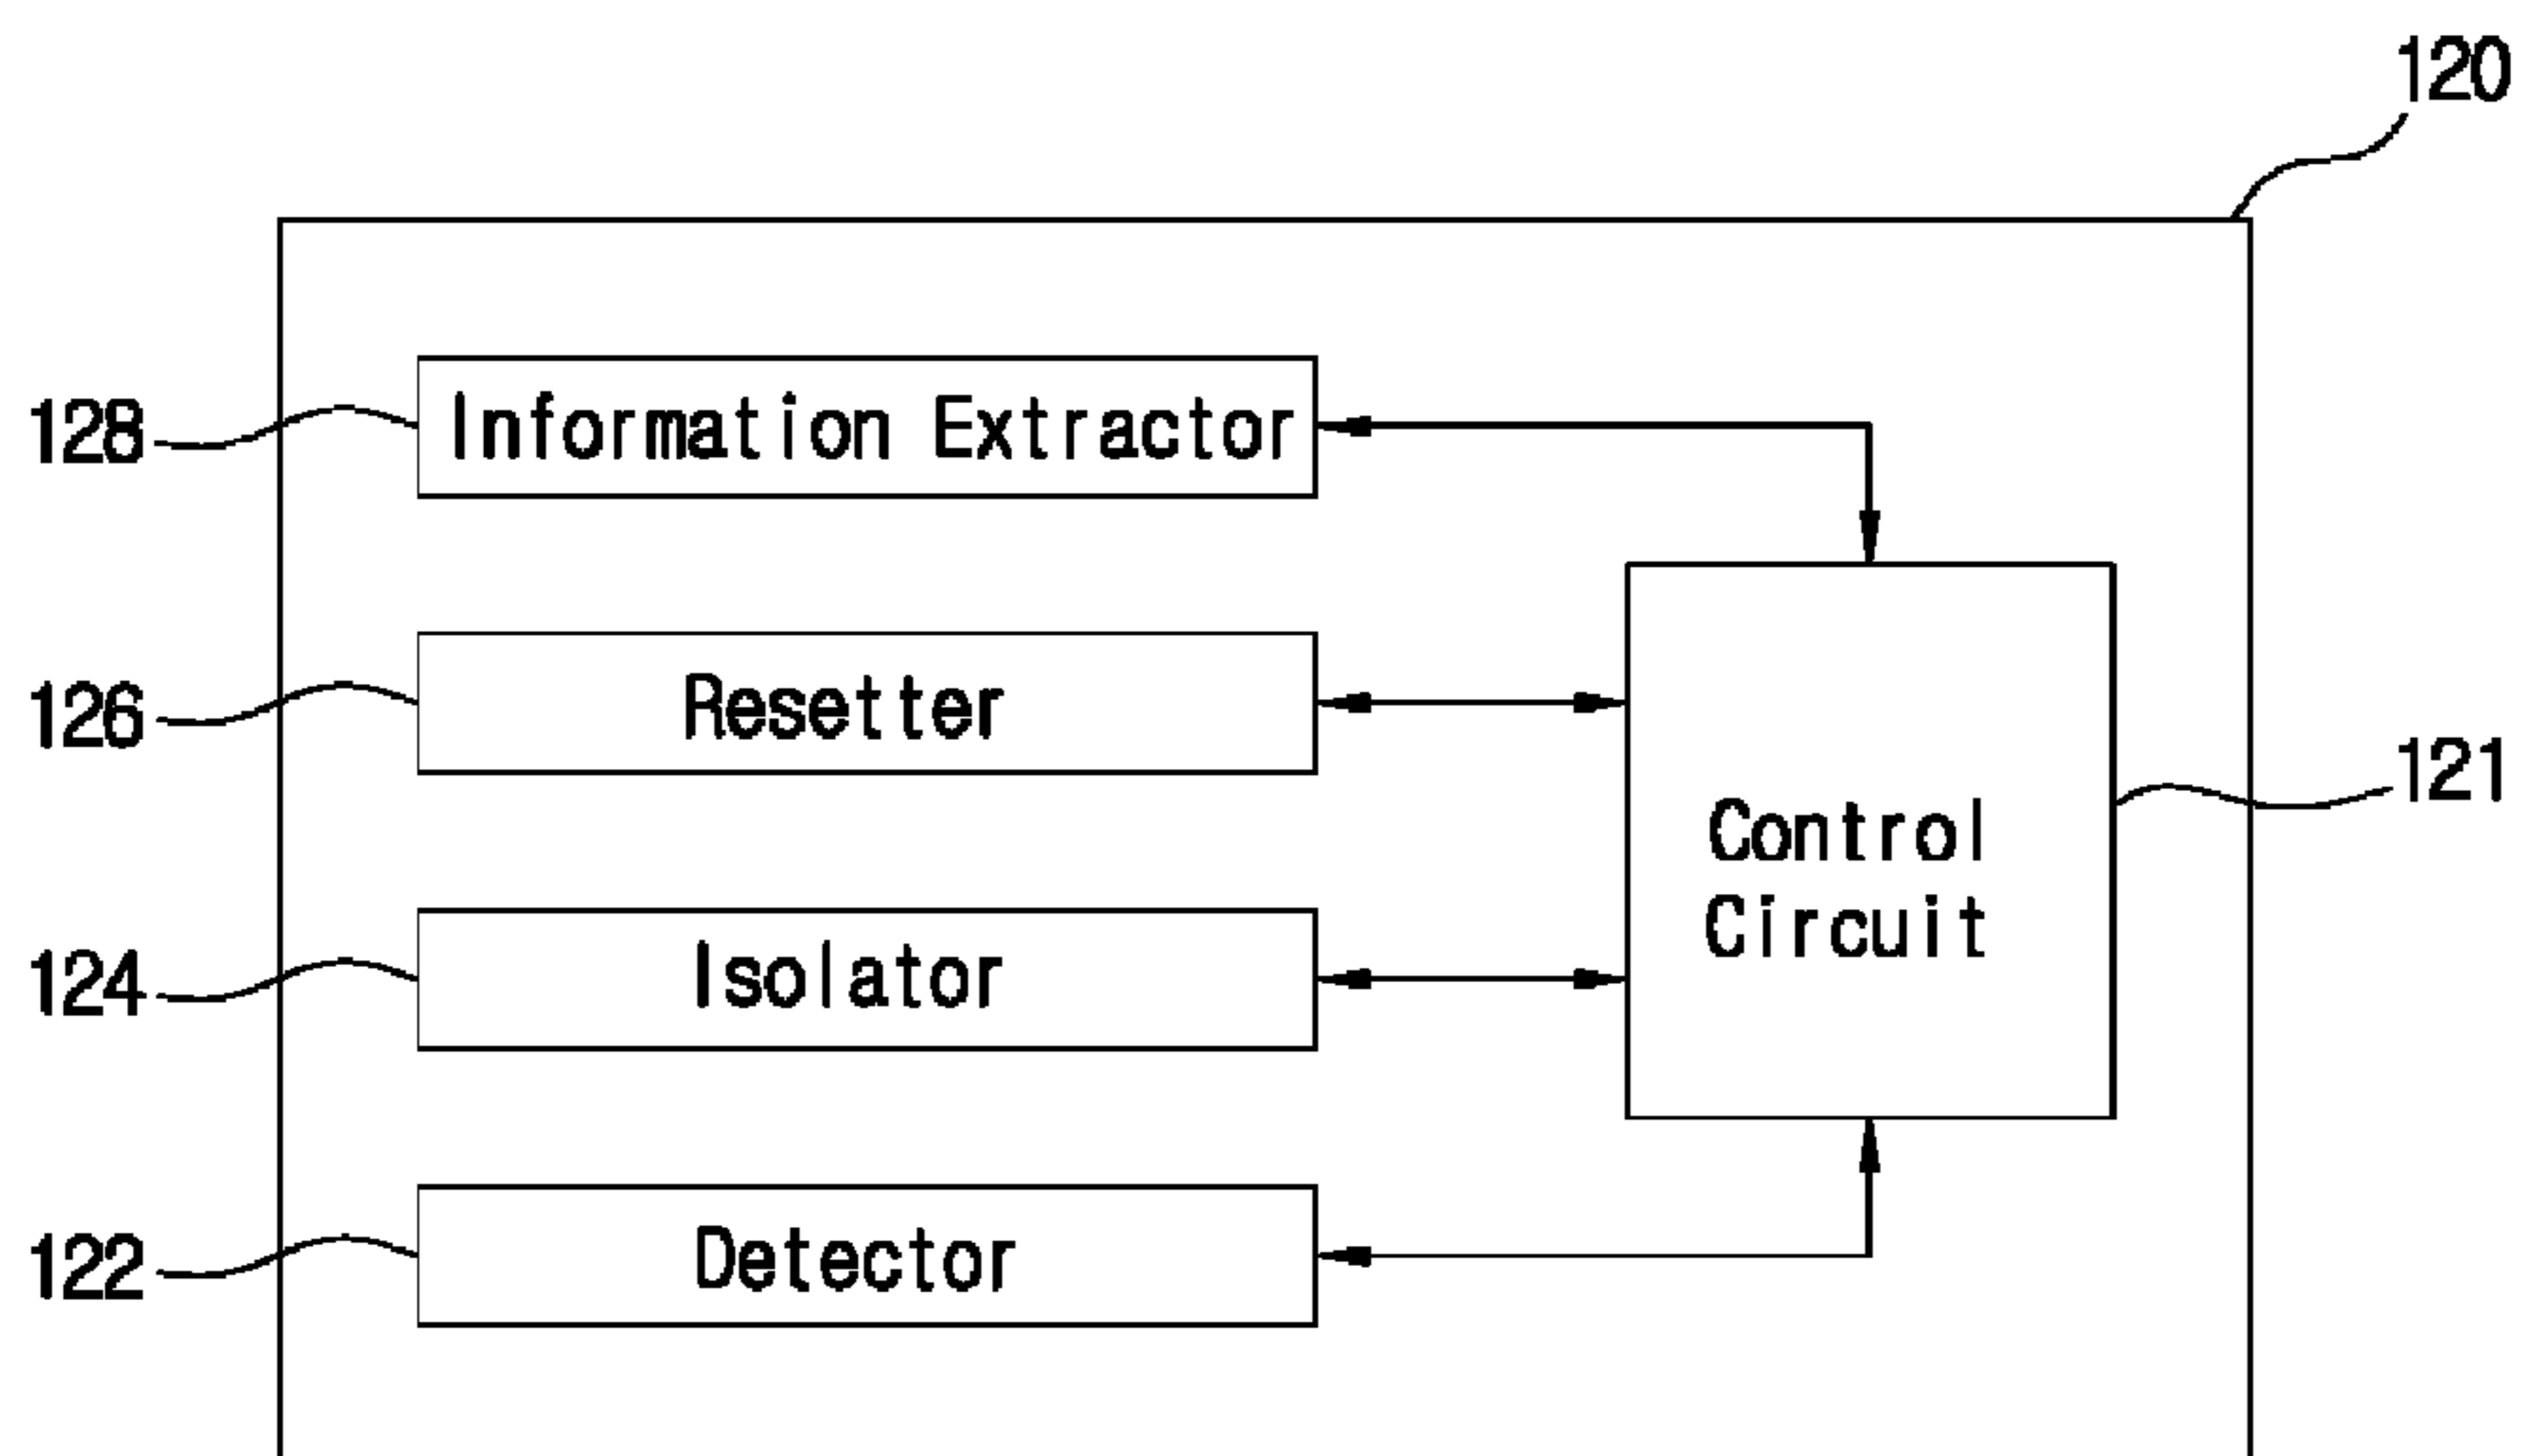 120
128
Information Extractor
126
Resetter
121
Control
Circuit
124
Isolator
122
Detector